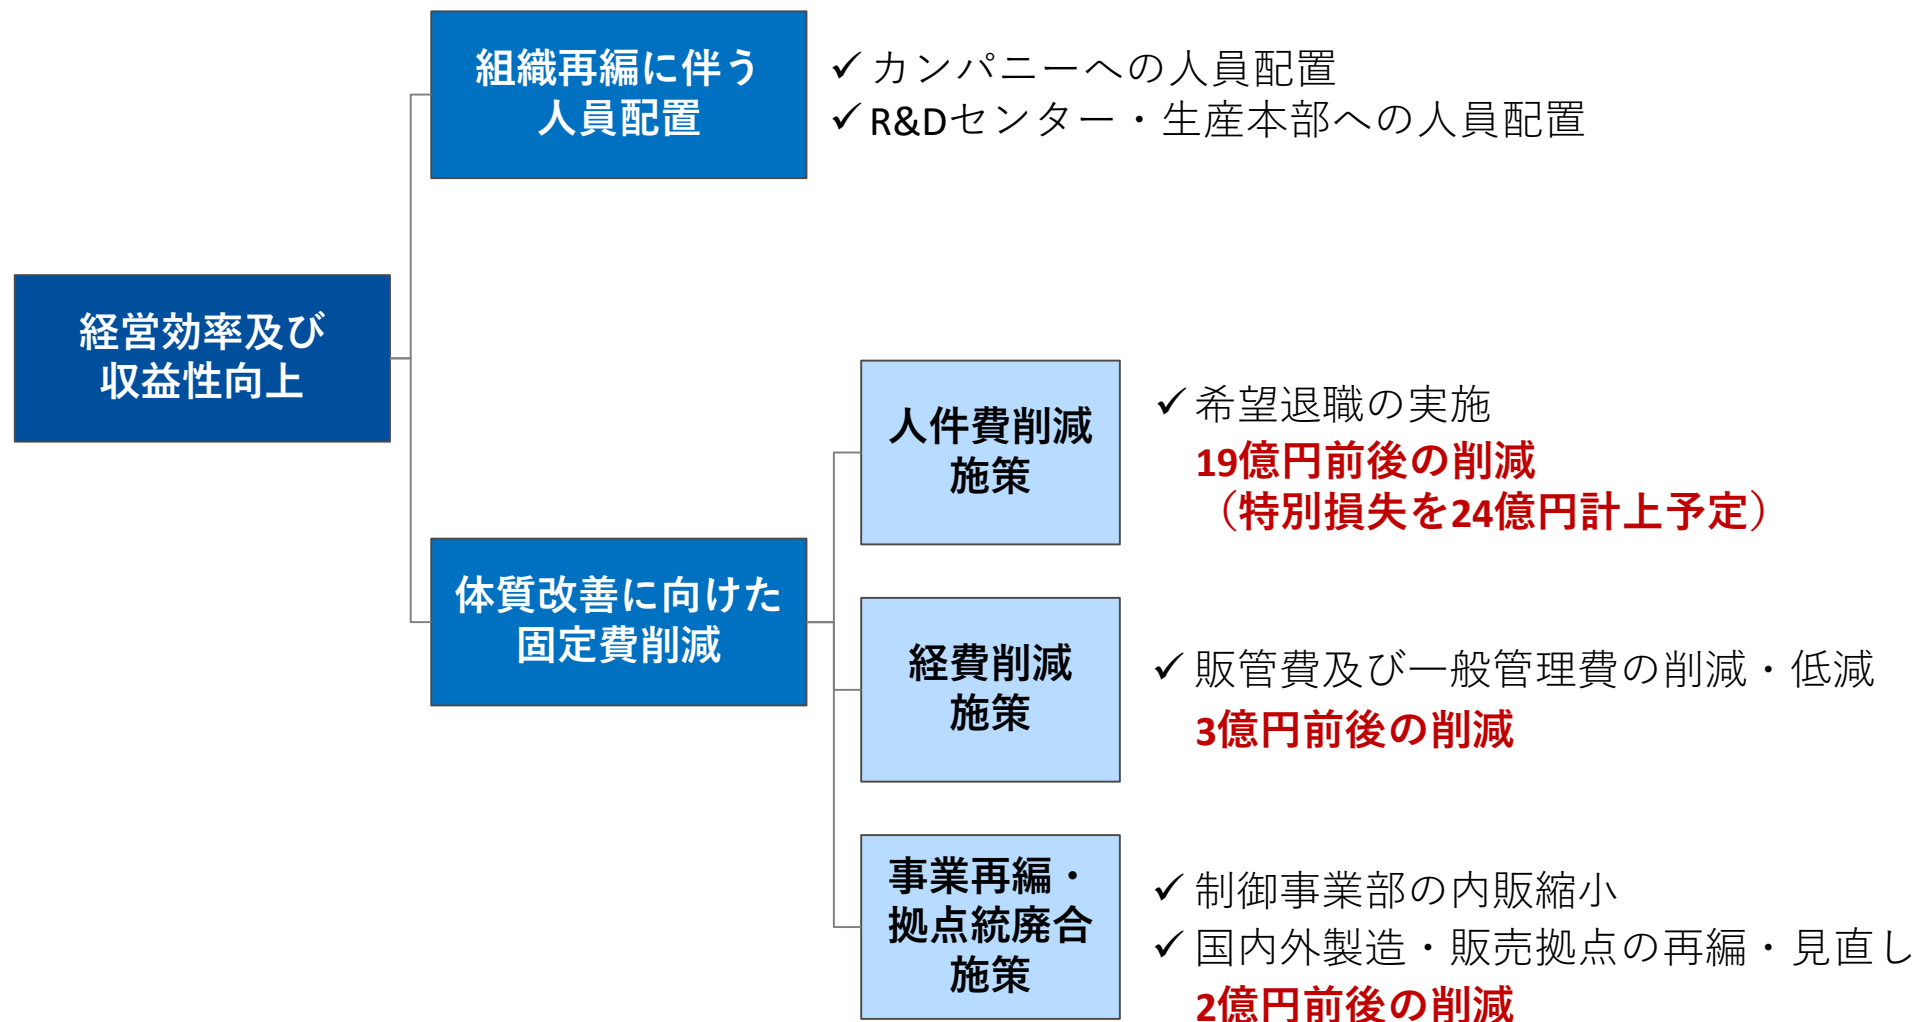 組織再編に伴う
人員配置
✓カンパニーへの人員配置
✓R&Dセンター・生産本部への人員配置
経営効率及び
収益性向上
体質改善に向けた
固定費削減
人件費削減
施策
✓希望退職の実施
19億円前後の削減
（特別損失を24億円計上予定）
経費削減
施策
✓販管費及び一般管理費の削減・低減
3億円前後の削減
事業再編・
拠点統廃合
施策
✓制御事業部の内販縮小
✓国内外製造・販売拠点の再編・見直し
2億円前後の削減